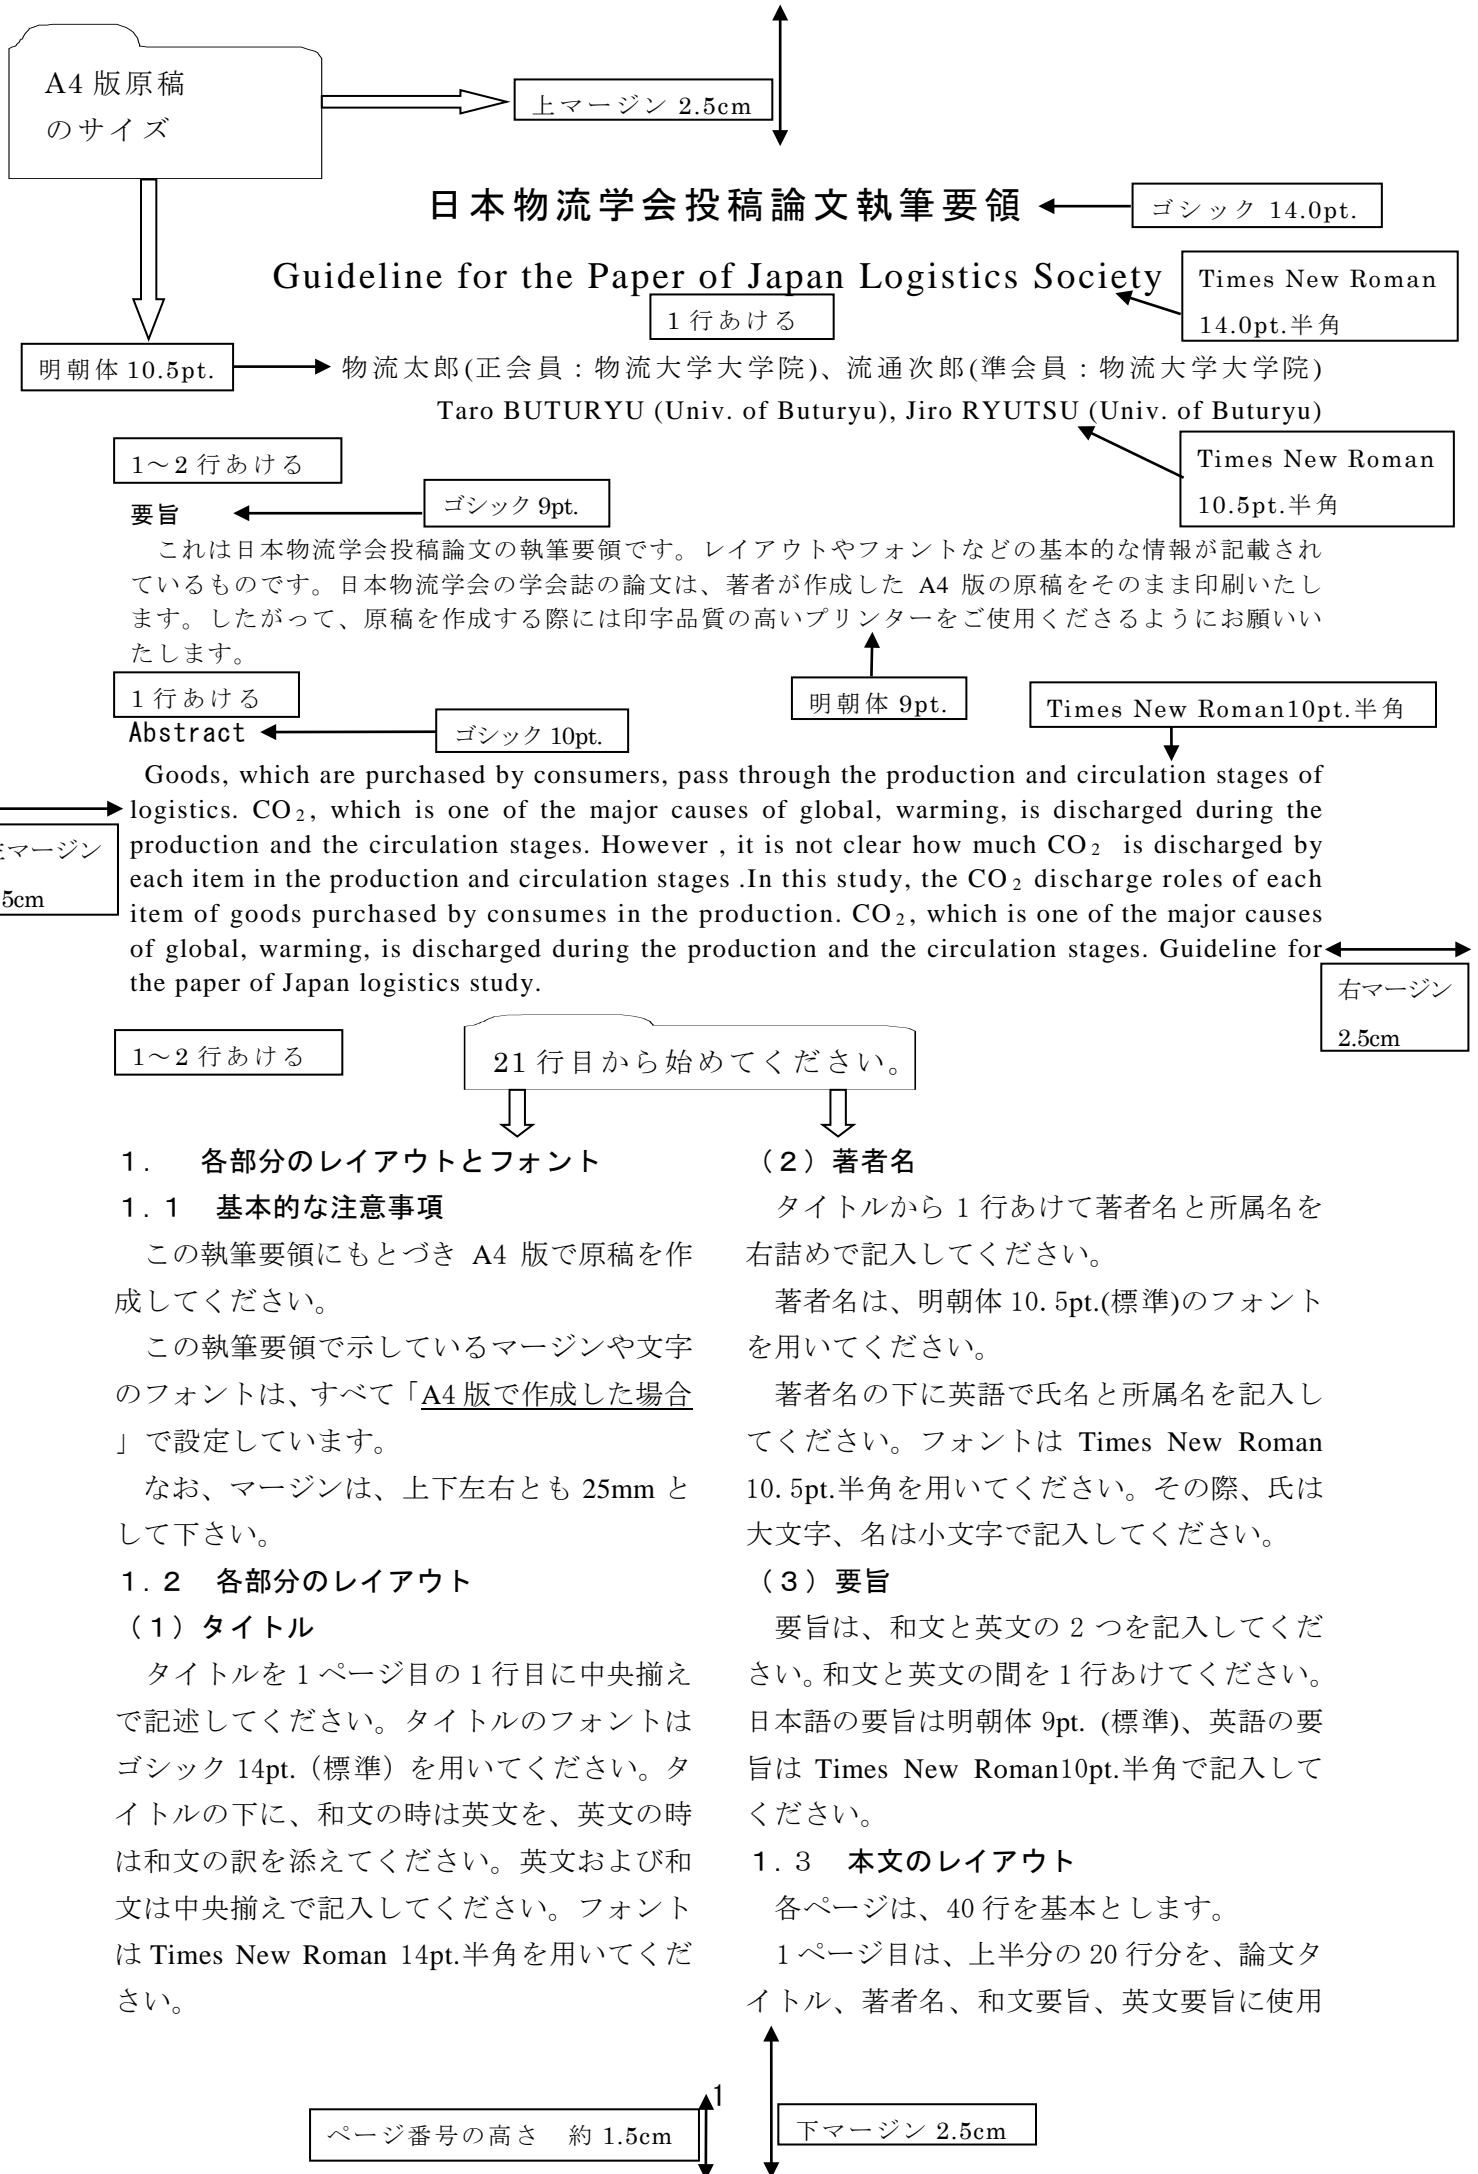 A4 版原稿
のサイズ
上マージン 2.5cm
日本物流学会投稿論文執筆要領
ゴシック 14.0pt.
Guideline for the Paper of Japan Logistics Society
Times New Roman
14.0pt.半角
1 行あける
明朝体 10.5pt.
物流太郎(正会員：物流大学大学院)、流通次郎(準会員：物流大学大学院)
Taro BUTURYU (Univ. of Buturyu), Jiro RYUTSU (Univ. of Buturyu)
1～2 行あける
Times New Roman
10.5pt.半角
要旨
ゴシック 9pt.
これは日本物流学会投稿論文の執筆要領です。レイアウトやフォントなどの基本的な情報が記載され
ているものです。日本物流学会の学会誌の論文は、著者が作成した A4 版の原稿をそのまま印刷いたし
ます。したがって、原稿を作成する際には印字品質の高いプリンターをご使用くださるようにお願いい
たします。
1 行あける
明朝体 9pt.
Times New Roman10pt.半角
Abstract
ゴシック 10pt.
Goods, which are purchased by consumers, pass through the production and circulation stages of
logistics. CO₂, which is one of the major causes of global, warming, is discharged during the
production and the circulation stages. However , it is not clear how much CO₂ is discharged by
each item in the production and circulation stages .In this study, the CO₂ discharge roles of each
item of goods purchased by consumes in the production. CO₂, which is one of the major causes
of global, warming, is discharged during the production and the circulation stages. Guideline for
the paper of Japan logistics study.
マージン
5cm
右マージン
2.5cm
1～2 行あける
21 行目から始めてください。
１.　各部分のレイアウトとフォント
１.１　基本的な注意事項
この執筆要領にもとづき A4 版で原稿を作
成してください。
この執筆要領で示しているマージンや文字
のフォントは、すべて「A4 版で作成した場合
」で設定しています。
なお、マージンは、上下左右とも 25mm と
して下さい。
１.２　各部分のレイアウト
（１）タイトル
タイトルを 1 ページ目の 1 行目に中央揃え
で記述してください。タイトルのフォントは
ゴシック 14pt.（標準）を用いてください。タ
イトルの下に、和文の時は英文を、英文の時
は和文の訳を添えてください。英文および和
文は中央揃えで記入してください。フォント
は Times New Roman 14pt.半角を用いてくだ
さい。
（２）著者名
タイトルから 1 行あけて著者名と所属名を
右詰めで記入してください。
著者名は、明朝体 10.5pt.(標準)のフォント
を用いてください。
著者名の下に英語で氏名と所属名を記入し
てください。フォントは Times New Roman
10.5pt.半角を用いてください。その際、氏は
大文字、名は小文字で記入してください。
（３）要旨
要旨は、和文と英文の 2 つを記入してくだ
さい。和文と英文の間を 1 行あけてください。
日本語の要旨は明朝体 9pt. (標準)、英語の要
旨は Times New Roman10pt.半角で記入して
ください。
１.３　本文のレイアウト
各ページは、40 行を基本とします。
1 ページ目は、上半分の 20 行分を、論文タ
イトル、著者名、和文要旨、英文要旨に使用
1
ページ番号の高さ　約 1.5cm
下マージン 2.5cm